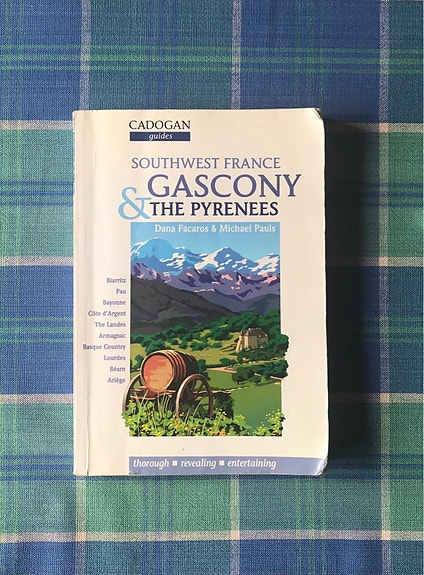 CADOGAN
guides
SOUTHWEST FRANCE
GASCONY
& THE PYRENEES
Dana Facaros & Michael Pauls
Biarritz
Pau
Bayonne
Côte d'Argent
The Landes
Armagnac
Basque Country
Lourdes
Béarn
Ariège
thorough ■ revealing ■ entertaining